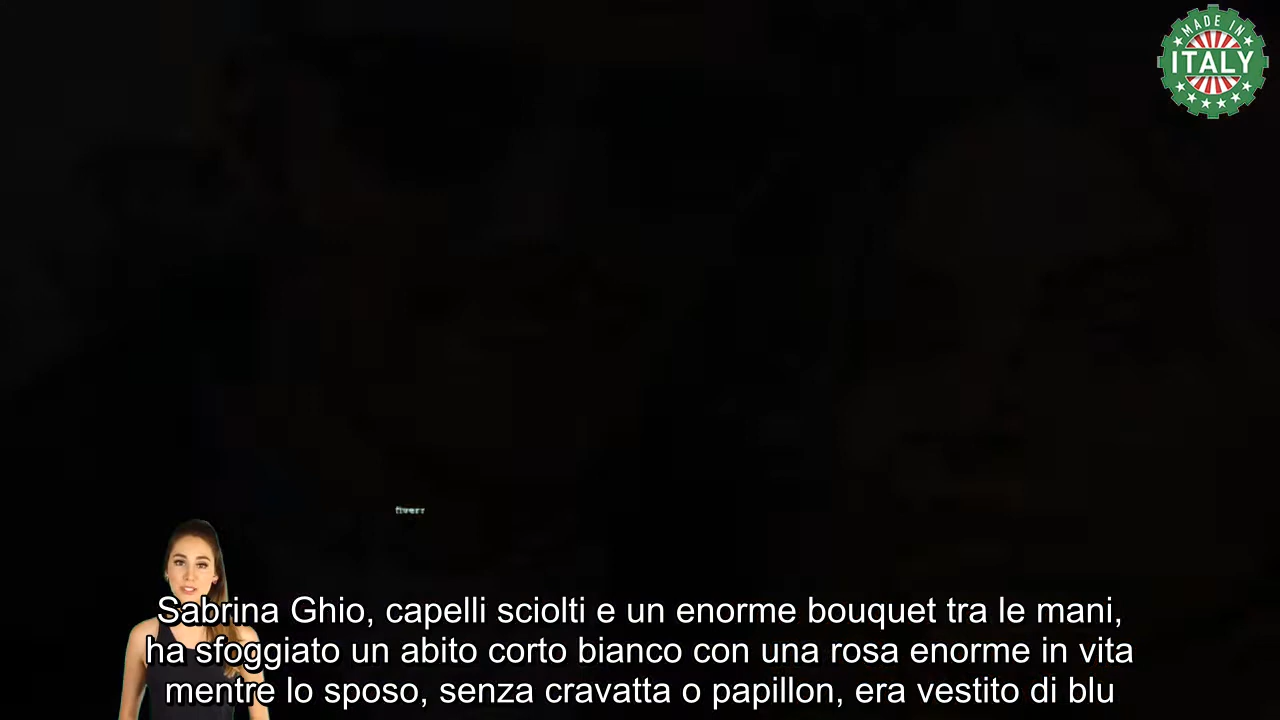 MADE IN
ITALY
fiverr
Sabrina Ghio, capelli sciolti e un enorme bouquet tra le mani,
ha sfoggiato un abito corto bianco con una rosa enorme in vita
mentre lo sposo, senza cravatta o papillon, era vestito di blu